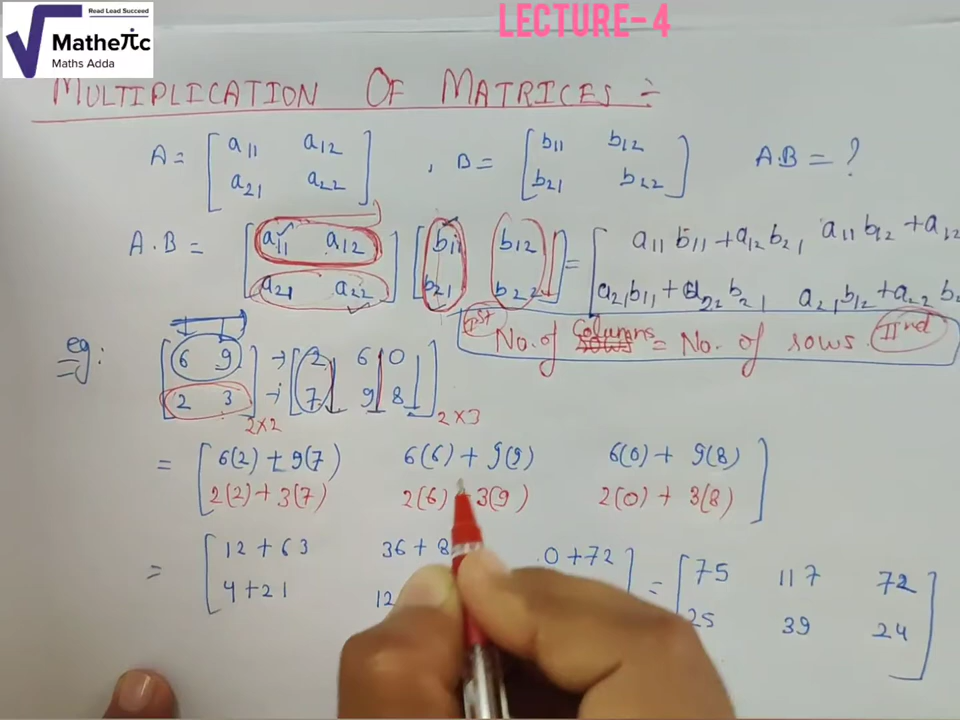 LECTURE-4
Read Lead Succeed
Matheπc
Maths Adda
MULTIPLICATION OF MATRICES :-
A = [ a11 a12 , B = [ b11 b12 A.B = ?
a21 a22 ] b21 b22 ]
A.B = [ a11 a12 ] [ b11 b12 ] = [ a11 b11 + a12 b21 a11 b12 + a12
a21 a22 b21 b22 a21 b11 + a22 b21 a21 b12 + a22 b2
Ist No. of Columns = No. of rows. IInd
eg: [ 6 9 ] → [ 2 6 0 ]
2 3 → 7 9 8
2×2 2×3
= [ 6(2) + 9(7) 6(6) + 9(9) 6(0) + 9(8) ]
2(2) + 3(7) 2(6) + 3(9) 2(0) + 3(8)
= [ 12 + 63 36 + 8 0 + 72 ] = [ 75 117 72 ]
4 + 21 12 25 39 24